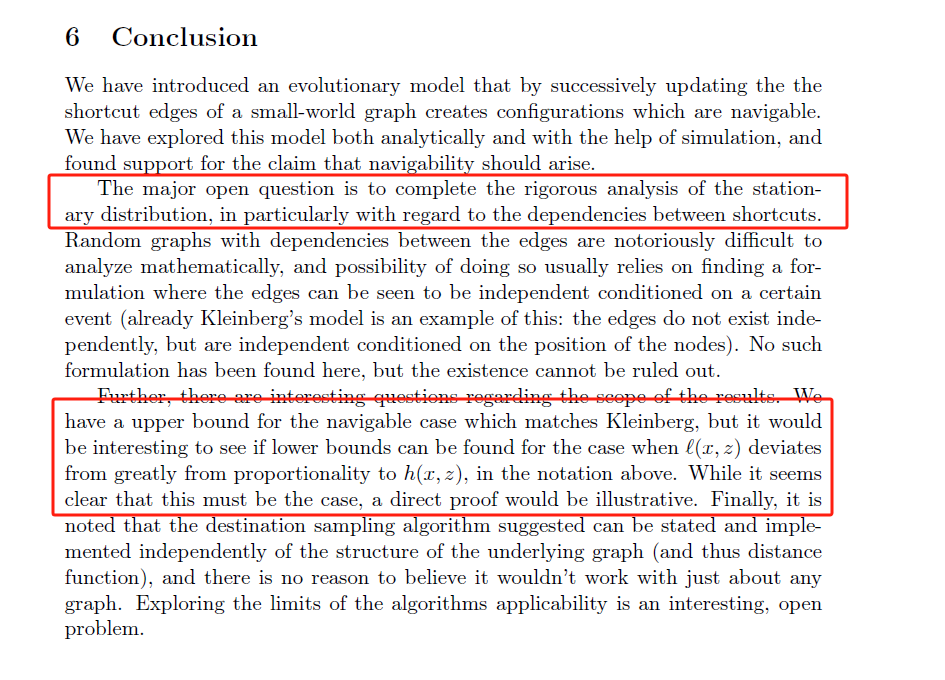 6 Conclusion
We have introduced an evolutionary model that by successively updating the the
shortcut edges of a small-world graph creates configurations which are navigable.
We have explored this model both analytically and with the help of simulation, and
found support for the claim that navigability should arise.
The major open question is to complete the rigorous analysis of the station-
ary distribution, in particularly with regard to the dependencies between shortcuts.
Random graphs with dependencies between the edges are notoriously difficult to
analyze mathematically, and possibility of doing so usually relies on finding a for-
mulation where the edges can be seen to be independent conditioned on a certain
event (already Kleinberg's model is an example of this: the edges do not exist inde-
pendently, but are independent conditioned on the position of the nodes). No such
formulation has been found here, but the existence cannot be ruled out.
Further, there are interesting questions regarding the scope of the results. We
have a upper bound for the navigable case which matches Kleinberg, but it would
be interesting to see if lower bounds can be found for the case when ℓ(x, z) deviates
from greatly from proportionality to h(x, z), in the notation above. While it seems
clear that this must be the case, a direct proof would be illustrative. Finally, it is
noted that the destination sampling algorithm suggested can be stated and imple-
mented independently of the structure of the underlying graph (and thus distance
function), and there is no reason to believe it wouldn't work with just about any
graph. Exploring the limits of the algorithms applicability is an interesting, open
problem.